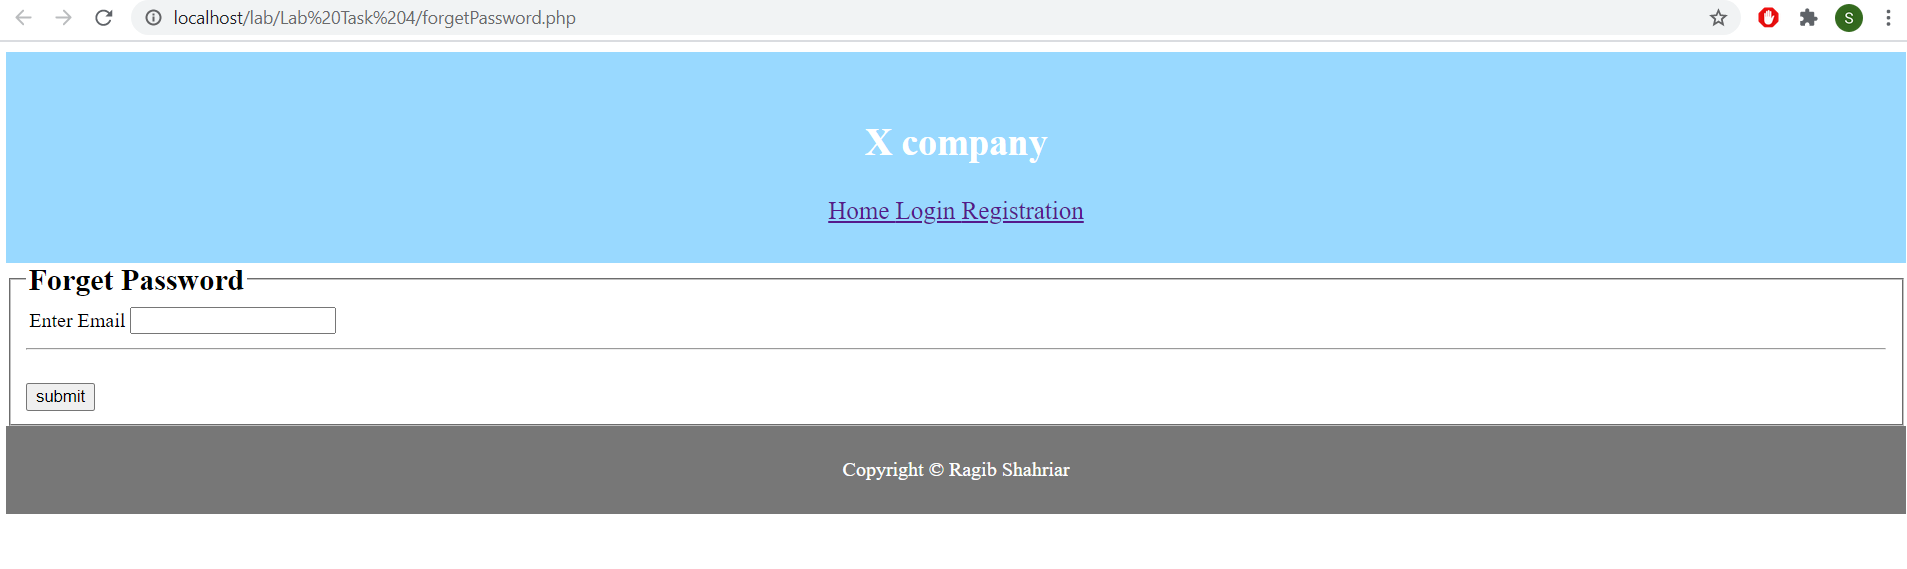 localhost/lab/Lab%20Task%204/forgetPassword.php
S
X company
Home Login Registration
Forget Password
Enter Email
submit
Copyright © Ragib Shahriar